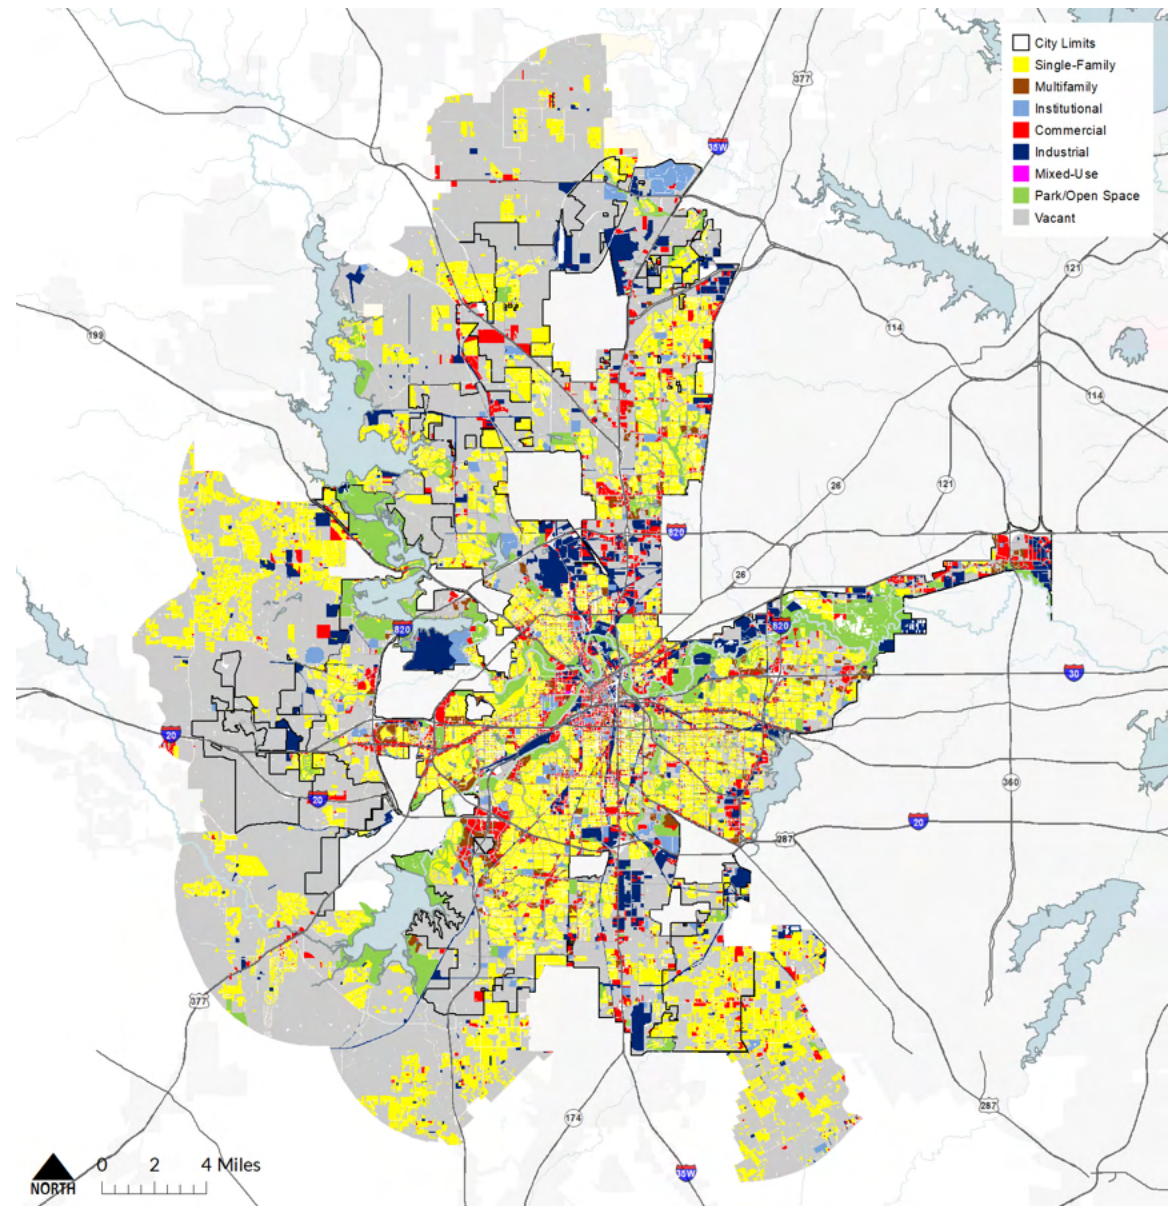 City Limits
Single-Family
Multifamily
Institutional
Commercial
Industrial
Mixed-Use
Park/Open Space
Vacant
377
35W
121
199
114
114
26
121
820
26
820
820
30
20
360
20
20
287
377
287
174
35W
0 2 4 Miles
NORTH